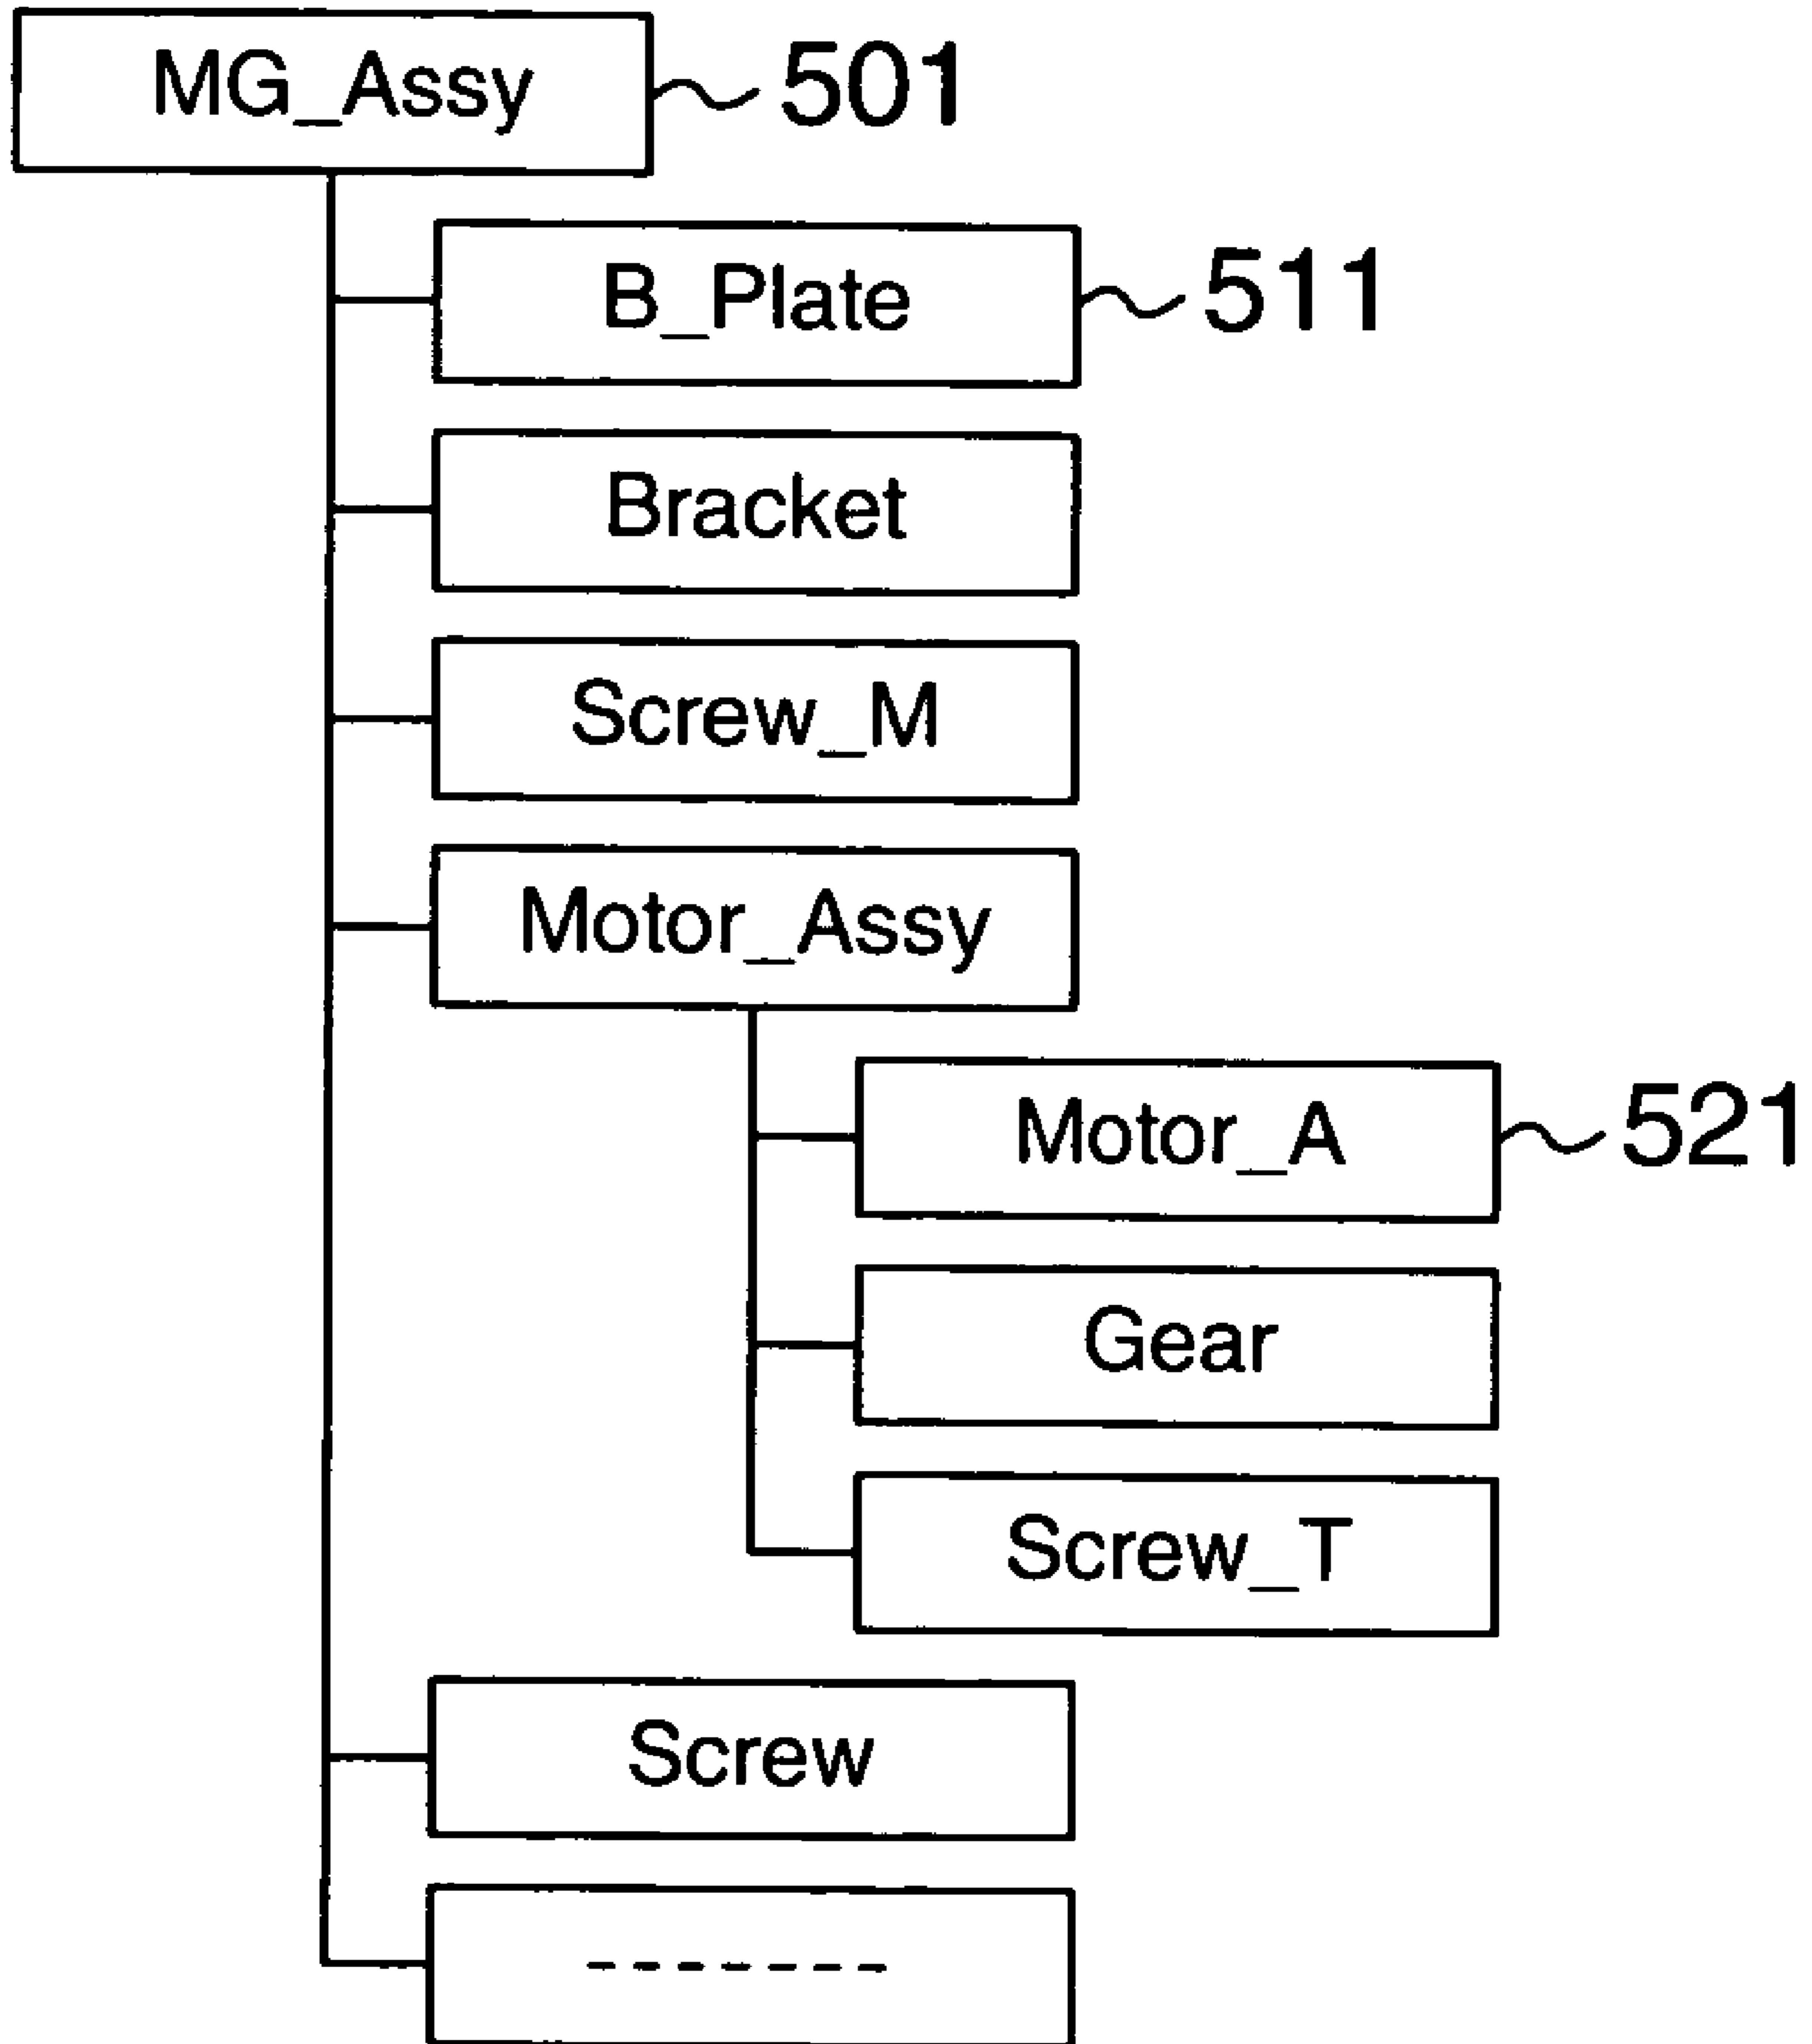 MG_Assy 501
B_Plate 511
Bracket
Screw_M
Motor_Assy
Motor_A 521
Gear
Screw_T
Screw
-------